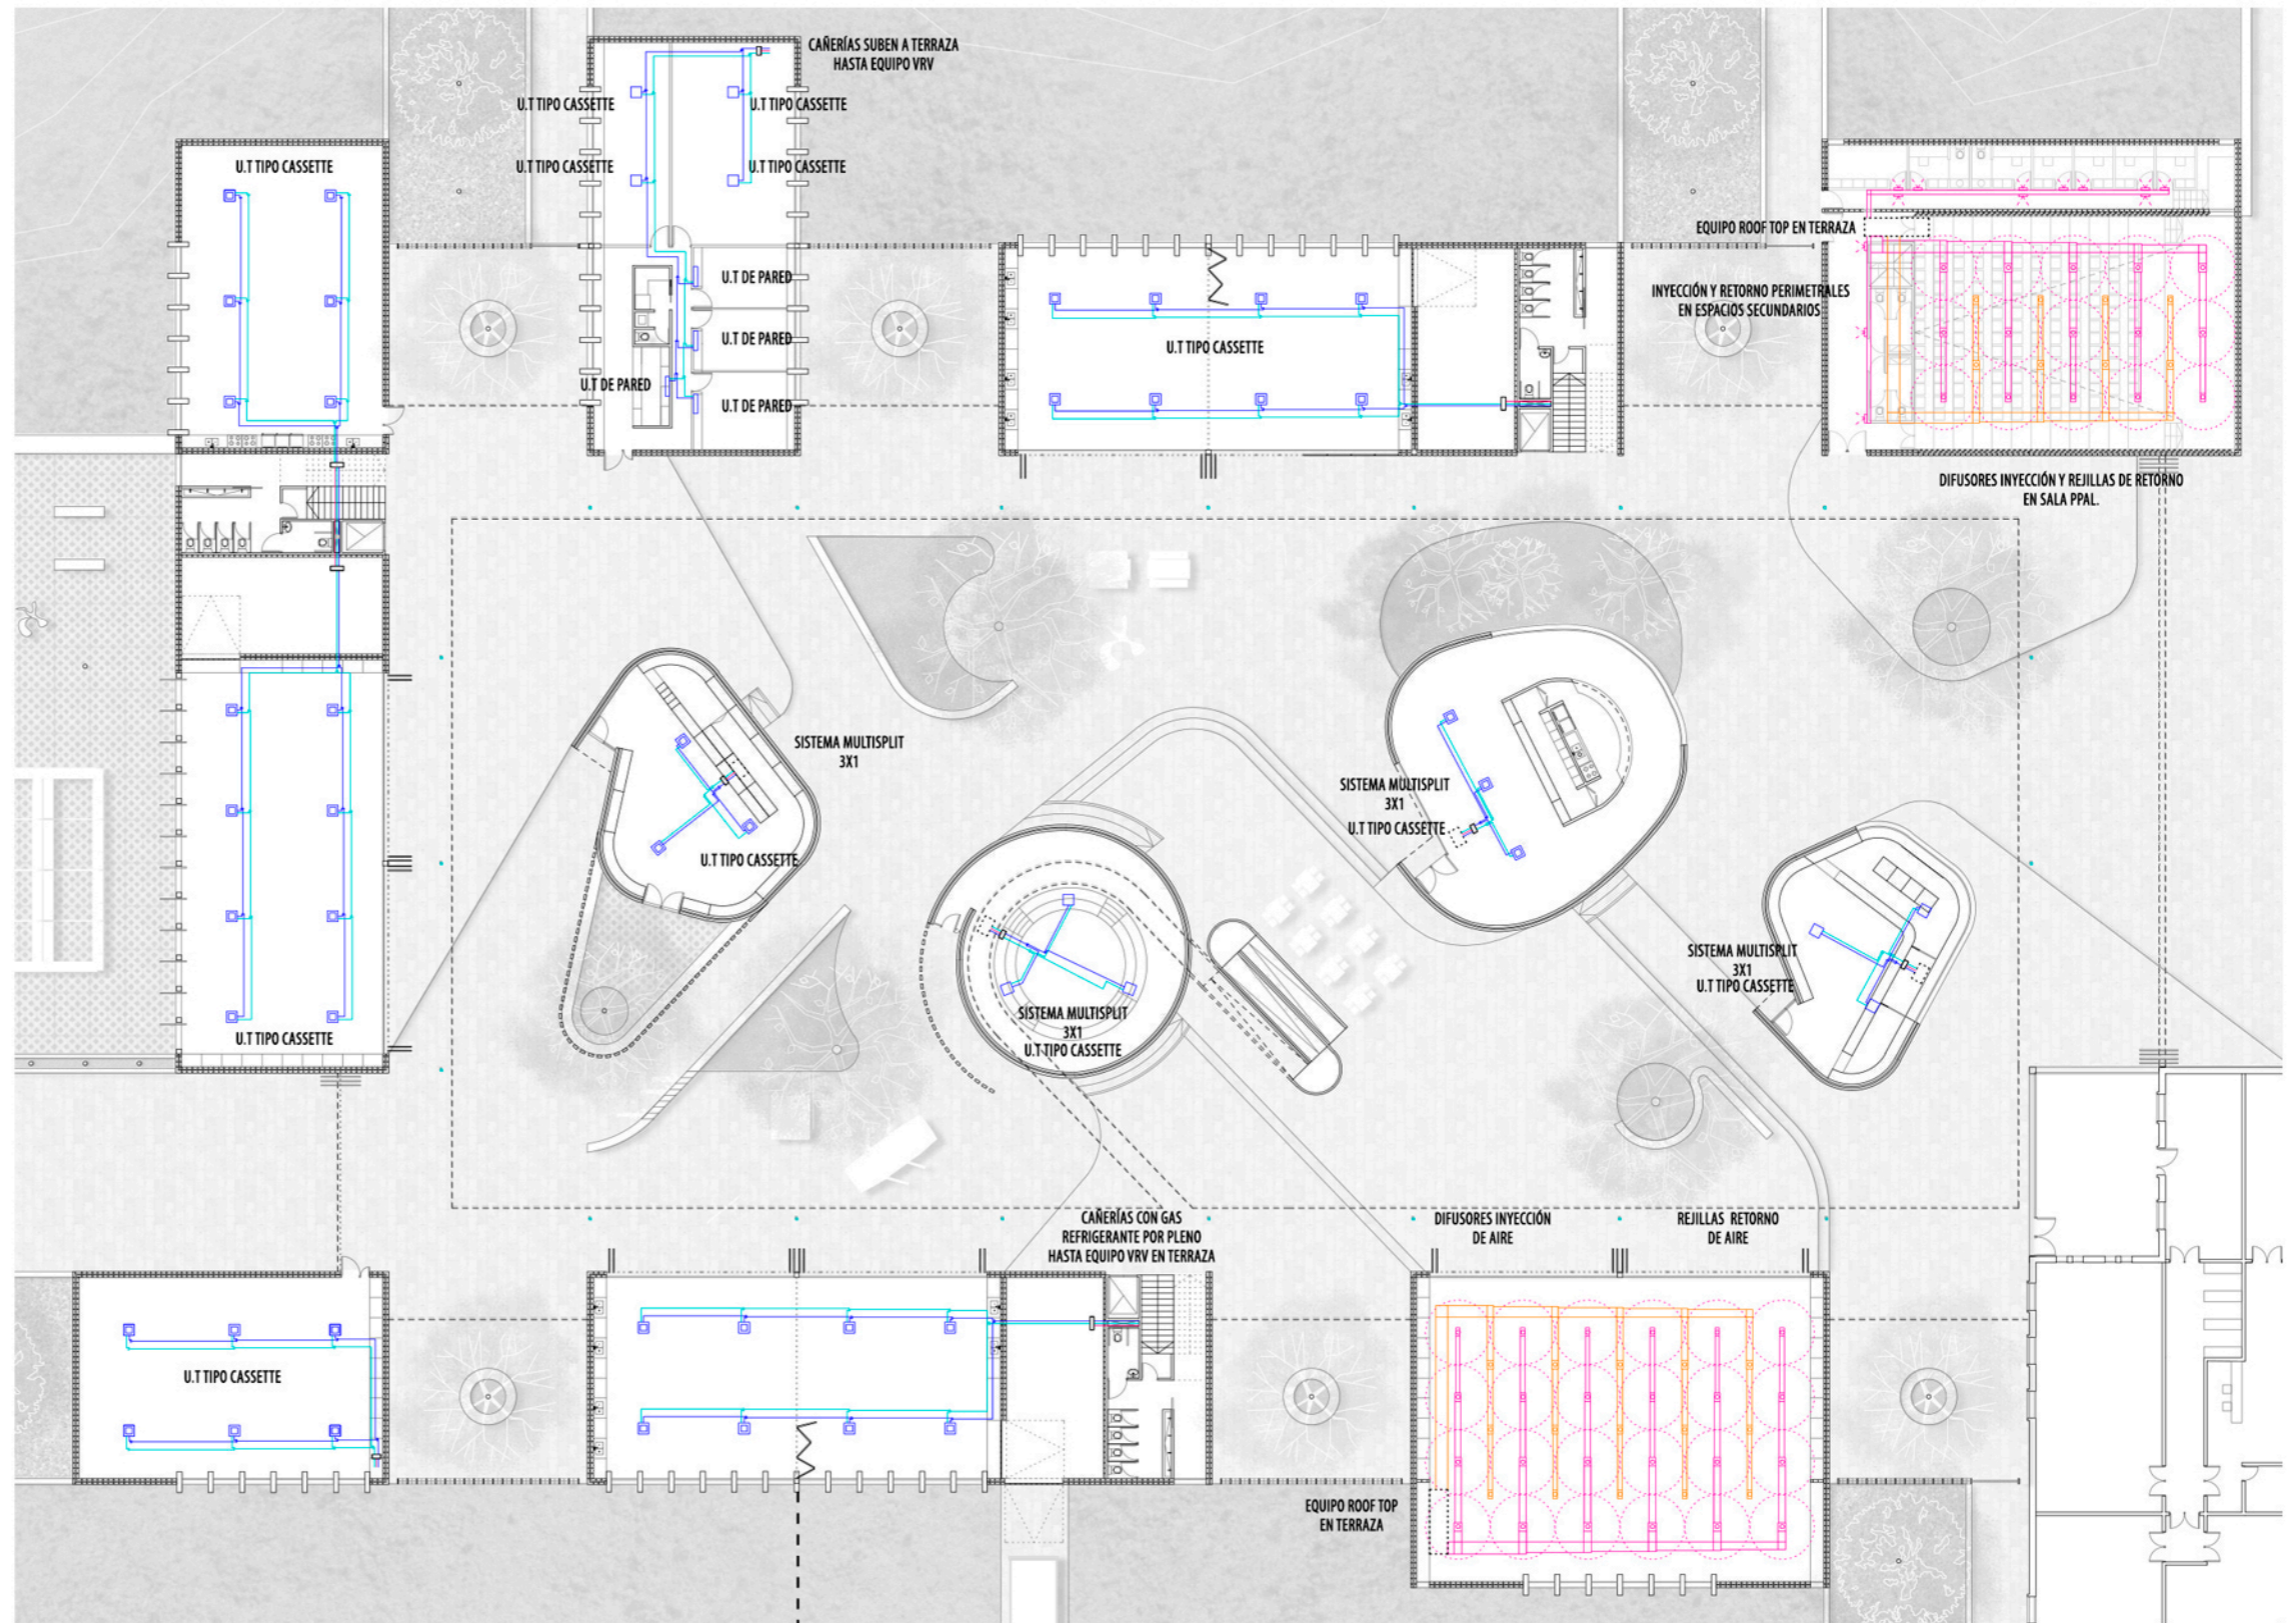 CAÑERÍAS SUBEN A TERRAZA
HASTA EQUIPO VRV
U.T TIPO CASSETTE
U.T TIPO CASSETTE
U.T TIPO CASSETTE
U.T TIPO CASSETTE
U.T TIPO CASSETTE
EQUIPO ROOF TOP EN TERRAZA
U.T DE PARED
INYECCIÓN Y RETORNO PERIMETRALES
EN ESPACIOS SECUNDARIOS
U.T DE PARED
U.T TIPO CASSETTE
U.T DE PARED
U.T DE PARED
DIFUSORES INYECCIÓN Y REJILLAS DE RETORNO
EN SALA PPAL.
SISTEMA MULTISPLIT
3X1
U.T TIPO CASSETTE
SISTEMA MULTISPLIT
3X1
U.T TIPO CASSETTE
SISTEMA MULTISPLIT
3X1
U.T TIPO CASSETTE
SISTEMA MULTISPLIT
3X1
U.T TIPO CASSETTE
U.T TIPO CASSETTE
CAÑERÍAS CON GAS
REFRIGERANTE POR PLENO
HASTA EQUIPO VRV EN TERRAZA
DIFUSORES INYECCIÓN
DE AIRE
REJILLAS RETORNO
DE AIRE
U.T TIPO CASSETTE
EQUIPO ROOF TOP
EN TERRAZA